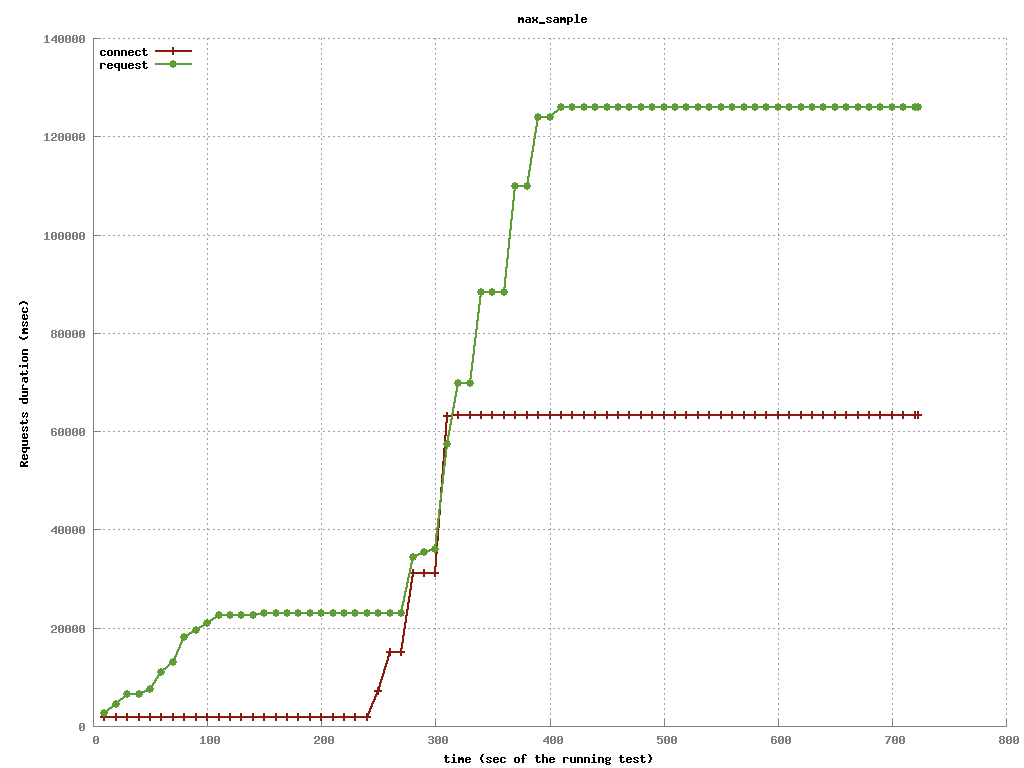 max_sample
140000
connect
request
120000
100000
80000
60000
40000
20000
0
Requests duration (msec)
0 100 200 300 400 500 600 700 800
time (sec of the running test)